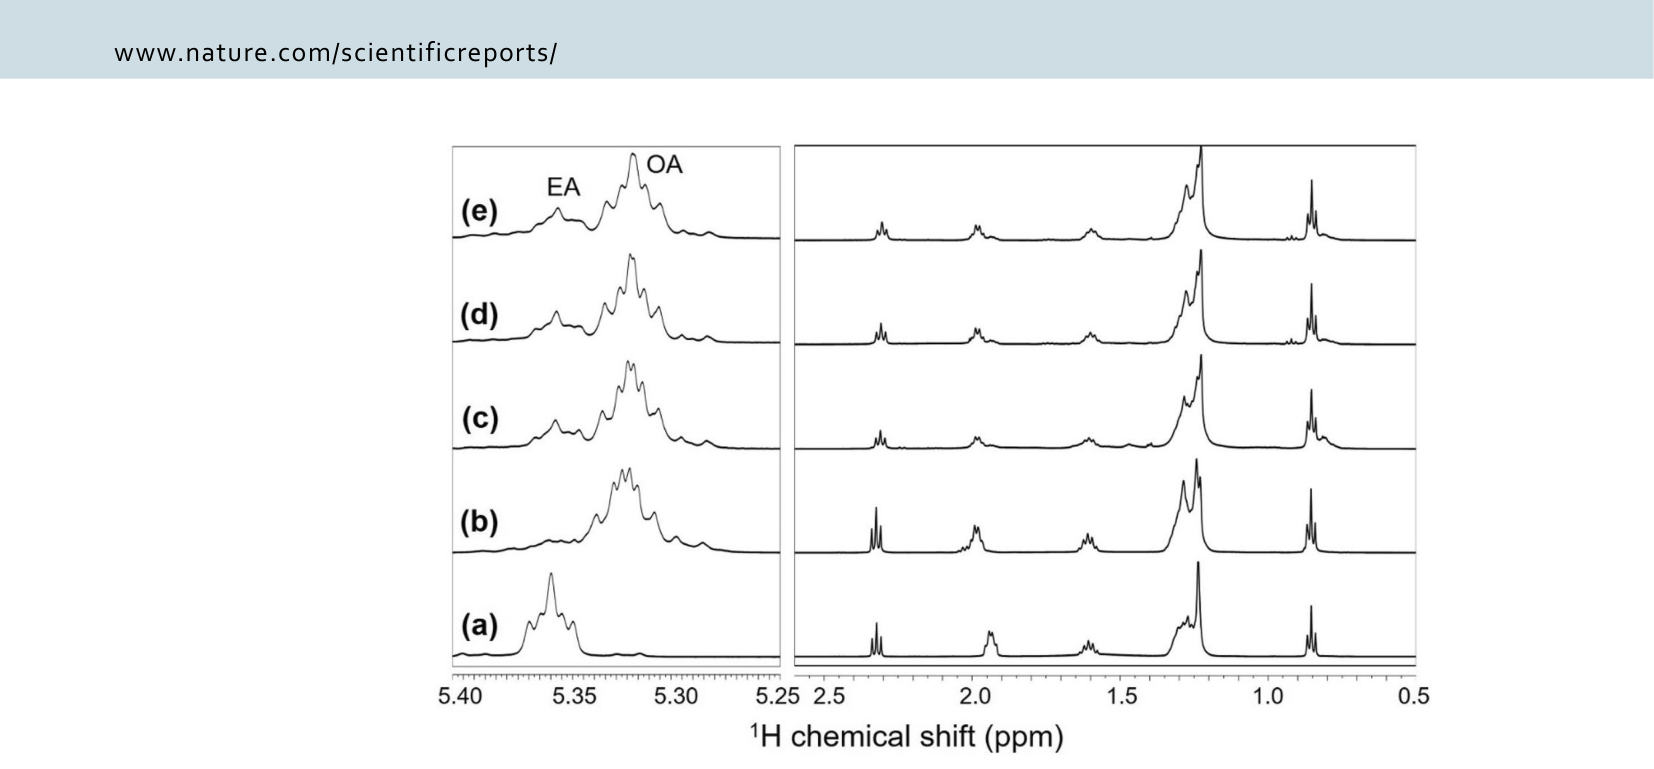 www.nature.com/scientificreports/
OA
EA
(e)
(d)
(c)
(b)
(a)
5.40 5.35 5.30 5.25 2.5 2.0 1.5 1.0 0.5
¹H chemical shift (ppm)